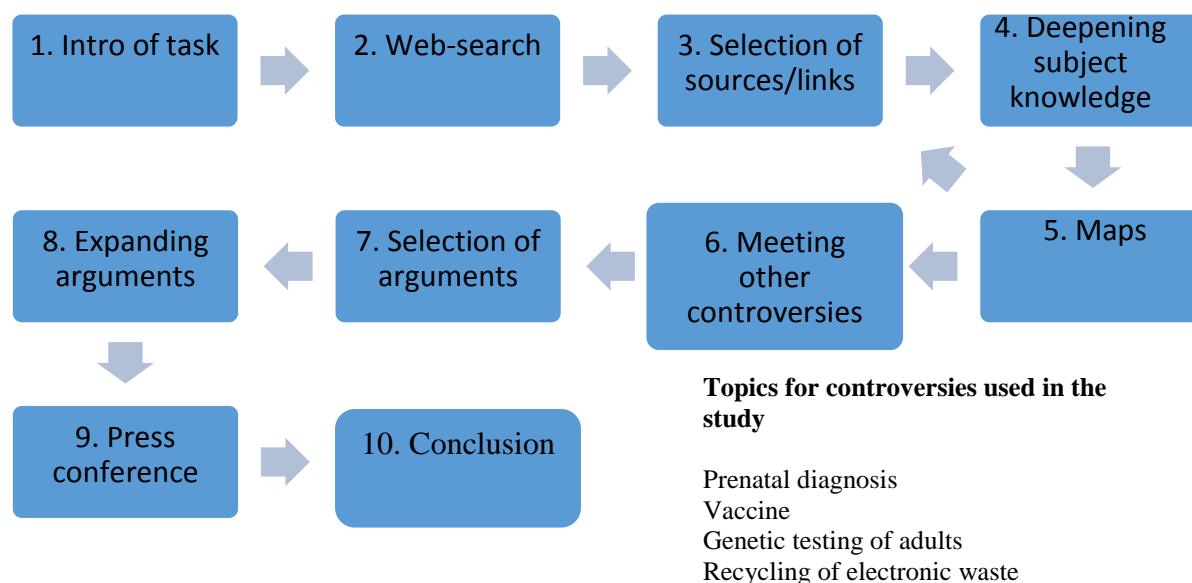 1. Intro of task
2. Web-search
3. Selection of
sources/links
4. Deepening
subject
knowledge
5. Maps
6. Meeting
other
controversies
7. Selection of
arguments
8. Expanding
arguments
9. Press
conference
10. Conclusion
Topics for controversies used in the
study
Prenatal diagnosis
Vaccine
Genetic testing of adults
Recycling of electronic waste